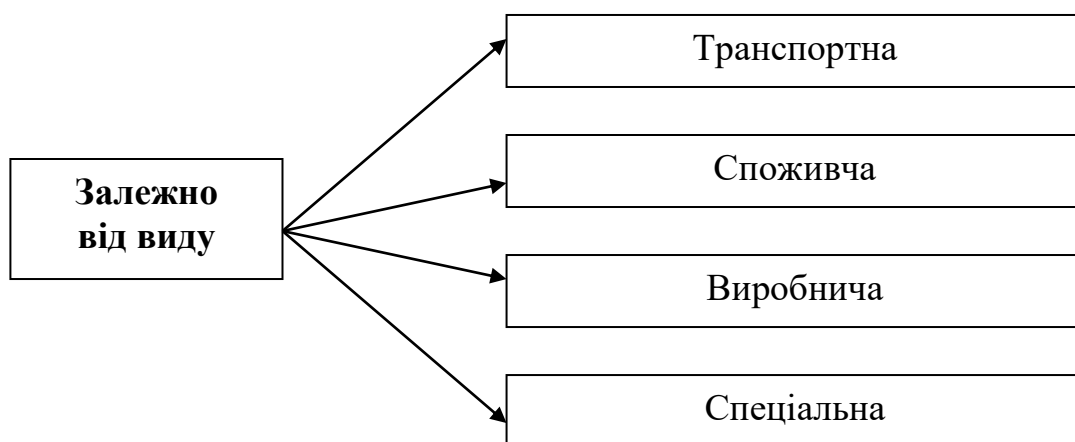 Транспортна
Споживча
Залежно
від виду
Виробнича
Спеціальна